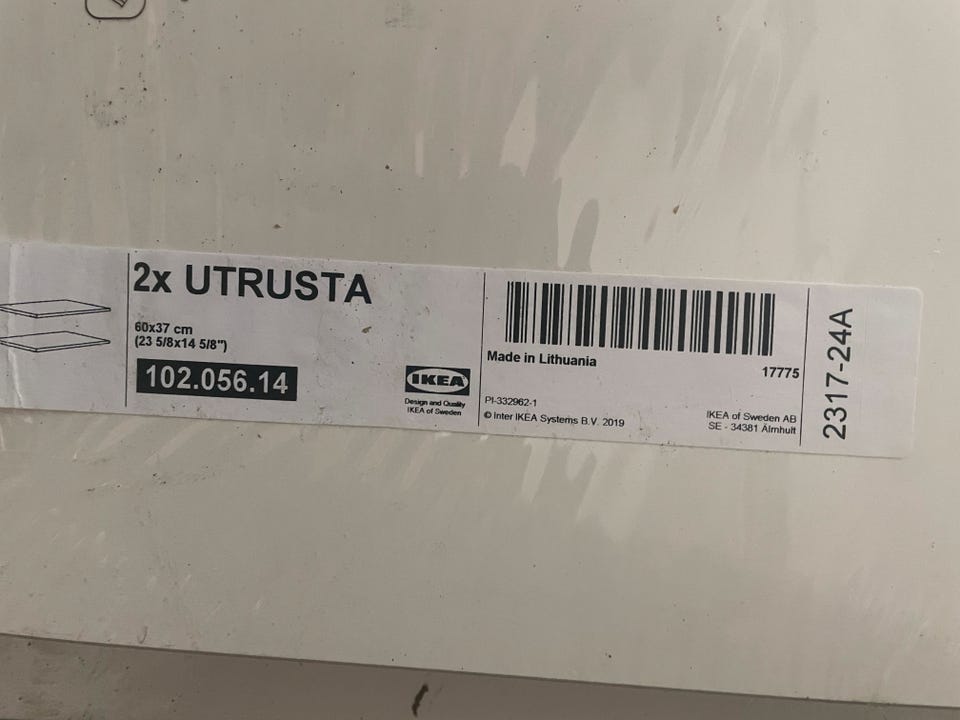 2x UTRUSTA
60x37 cm
(23 5/8x14 5/8")
102.056.14
IKEA
Design and Quality
IKEA of Sweden
Made in Lithuania
17775
PI-332962-1
© Inter IKEA Systems B.V. 2019
IKEA of Sweden AB
SE - 34381 Älmhult
2317-24A